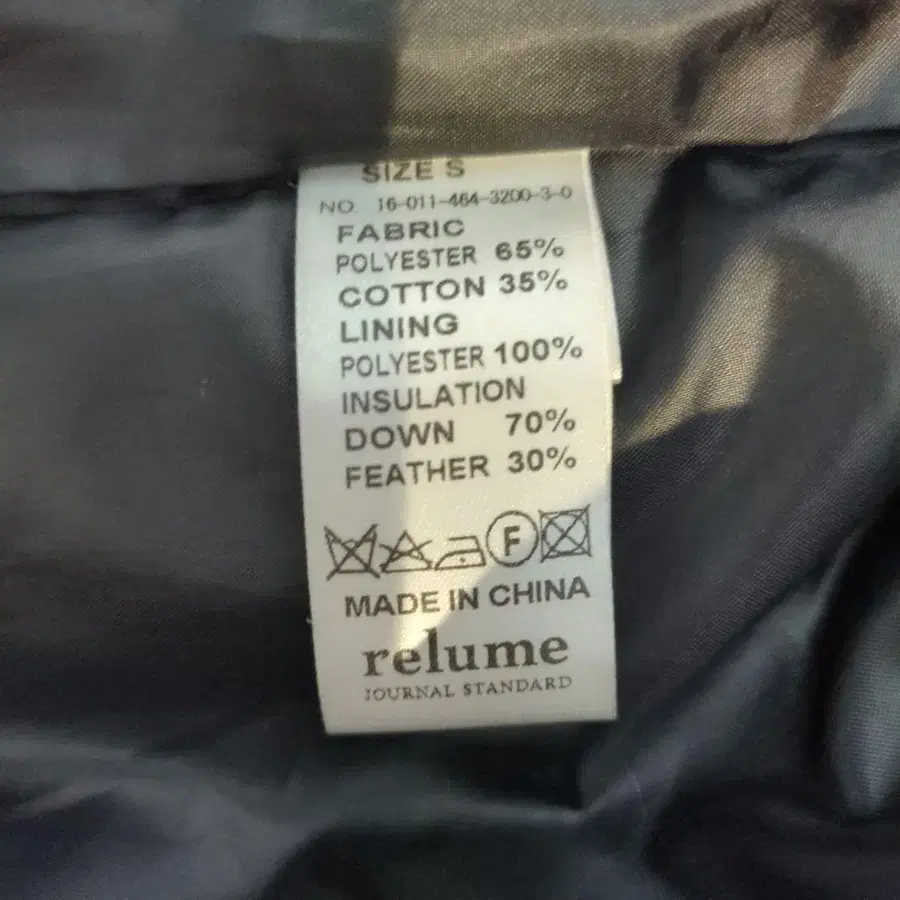 SIZE S
NO. 16-011-464-3200-3-0
FABRIC
POLYESTER 65%
COTTON 35%
LINING
POLYESTER 100%
INSULATION
DOWN 70%
FEATHER 30%
F
MADE IN CHINA
relume
JOURNAL STANDARD